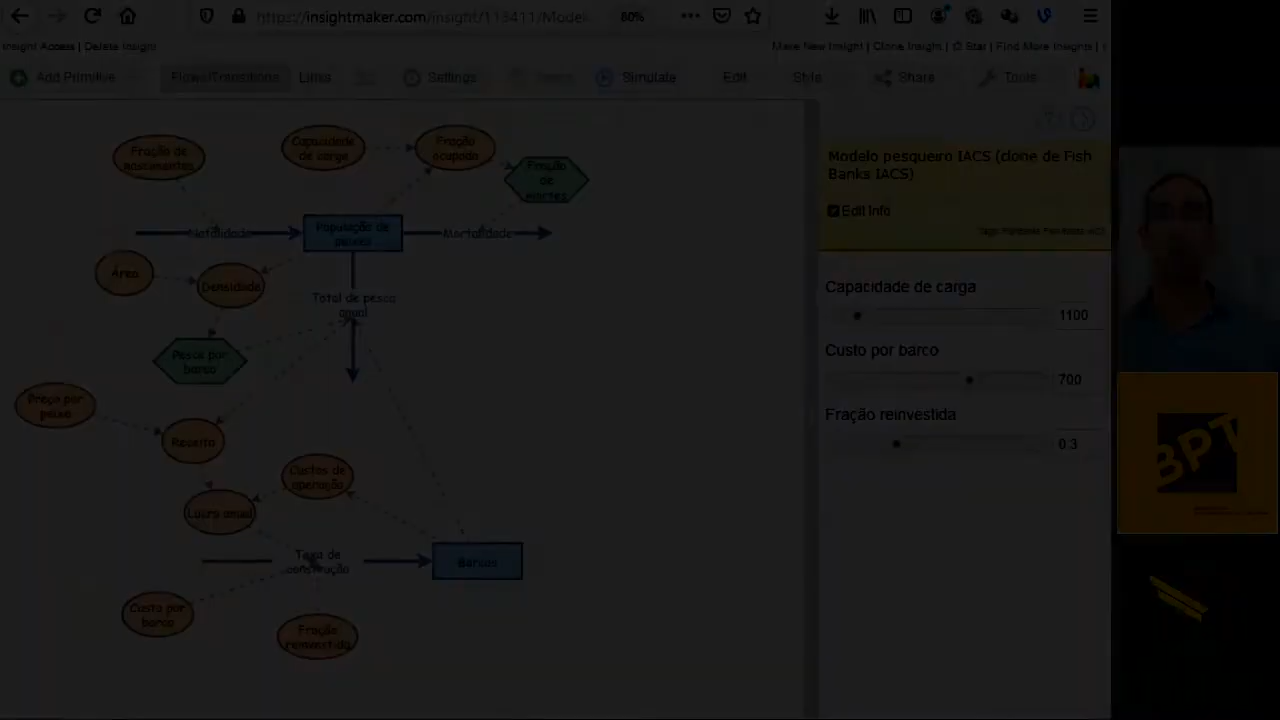 https://insightmaker.com/insight/113411/Model
80%
Insight Access | Delete Insight
Make New Insight | Clone Insight | Star | Find More Insights |
Add Primitive
Flows/Transitions
Links
Settings
Simulate
Edit
Style
Share
Tools
Modelo pesqueiro IACS (clone de Fish
Banks IACS)
Edit Info
Capacidade de carga
1100
Custo por barco
700
Fração reinvestida
0.3
Fração de
nascimentos
Capacidade
de carga
Fração
ocupada
Fração
de
mortes
Natalidade
População de
peixes
Mortalidade
Área
Densidade
Total de pesca
anual
Pesca por
barco
Preço por
peixe
Receita
Custos de
operação
Lucro anual
Taxa de
construção
Barcos
Custo por
barco
Fração
reinvestida
BPT